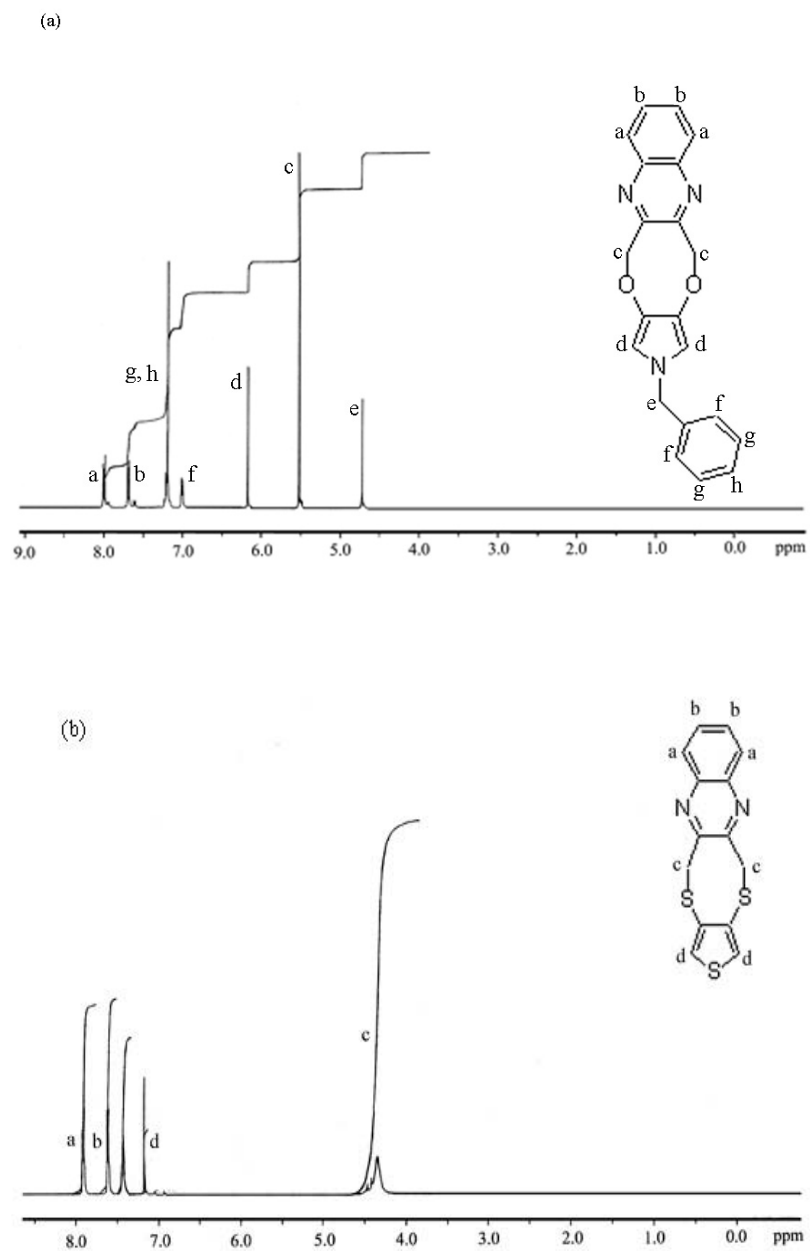 (a)
b b
a a
N N
c c
O O
d d
N
e f
g
f
g h
c
g, h
d
e
a b f
9.0 8.0 7.0 6.0 5.0 4.0 3.0 2.0 1.0 0.0 ppm
(b)
b b
a a
N N
c c
S S
d d
S
c
a b d
8.0 7.0 6.0 5.0 4.0 3.0 2.0 1.0 0.0 ppm